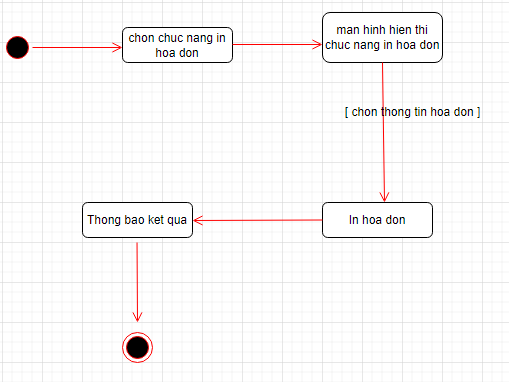 chon chuc nang in
hoa don
man hinh hien thi
chuc nang in hoa don
[ chon thong tin hoa don ]
Thong bao ket qua
In hoa don